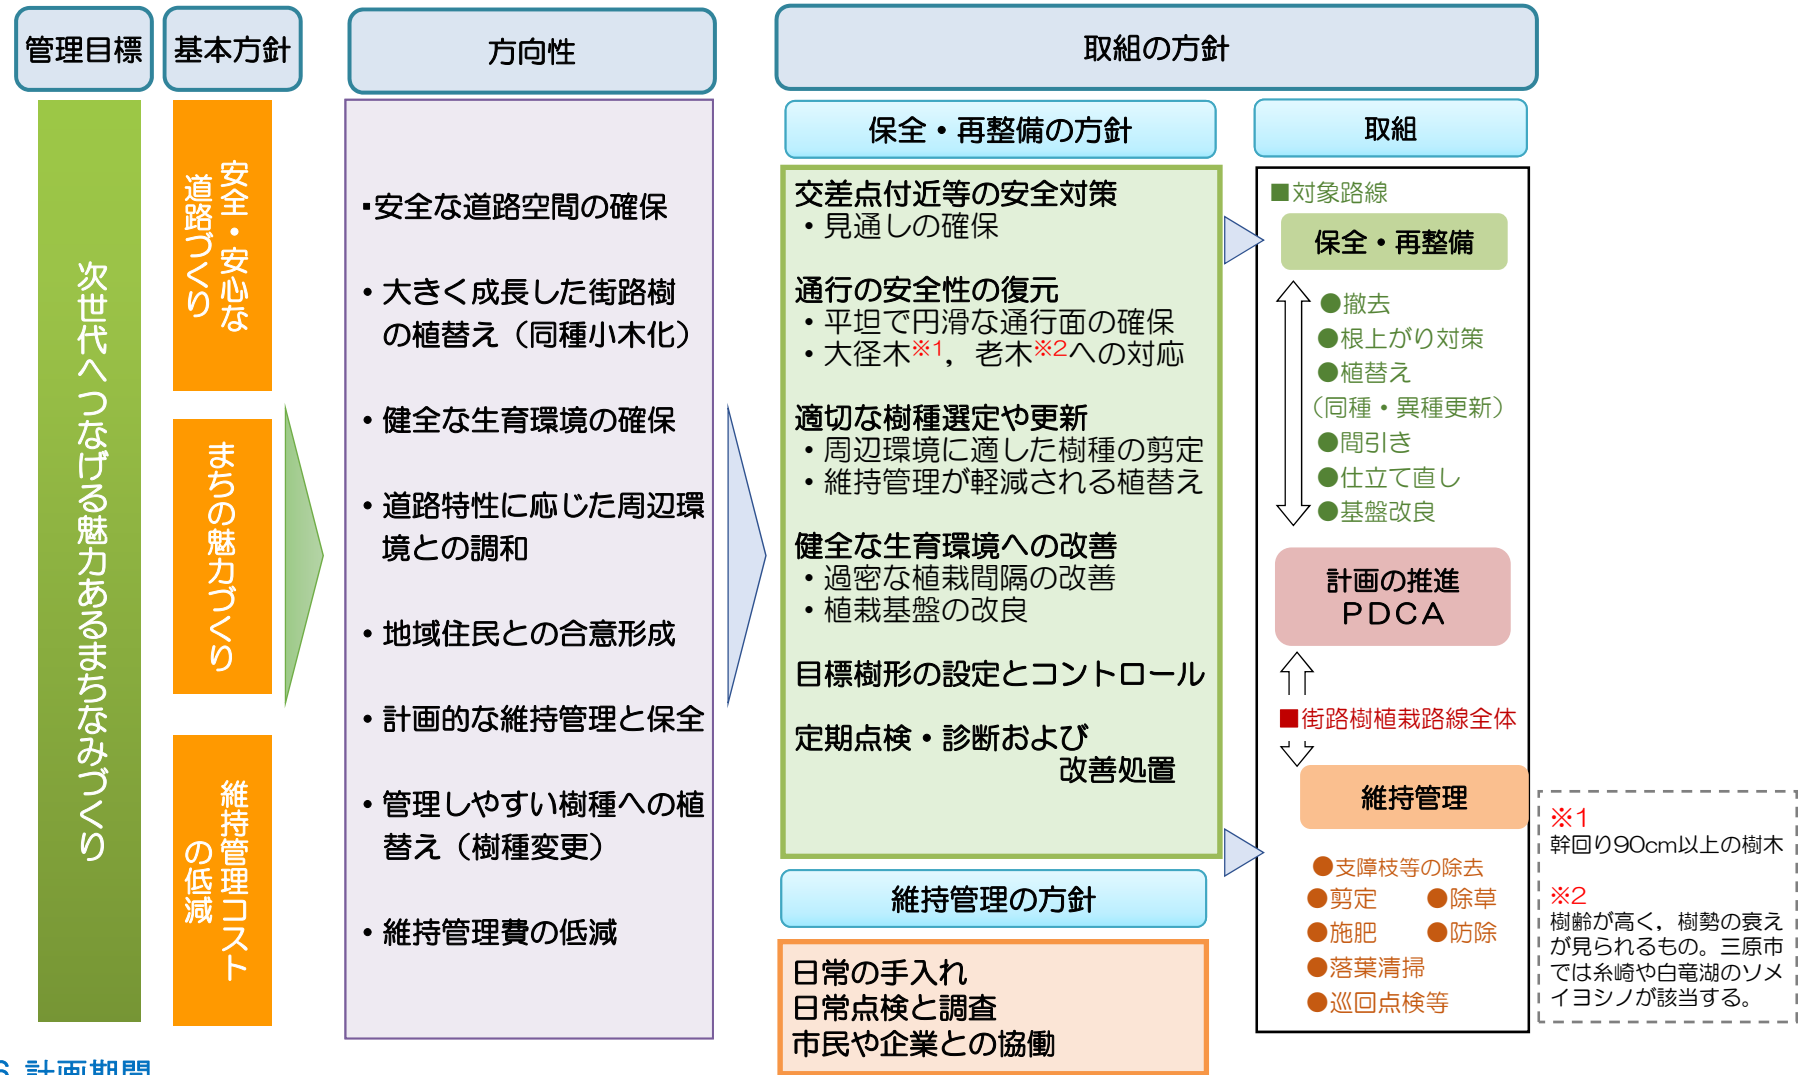 管理目標
基本方針
方向性
取組の方針
次世代へつなげる魅力あるまちなみづくり
安全・安心な
道路づくり
まちの魅力づくり
維持管理コスト
の低減
・安全な道路空間の確保
・大きく成長した街路樹
の植替え（同種小木化）
・健全な生育環境の確保
・道路特性に応じた周辺環
境との調和
・地域住民との合意形成
・計画的な維持管理と保全
・管理しやすい樹種への植
替え（樹種変更）
・維持管理費の低減
保全・再整備の方針
交差点付近等の安全対策
・見通しの確保
通行の安全性の復元
・平坦で円滑な通行面の確保
・大径木※1，老木※2への対応
適切な樹種選定や更新
・周辺環境に適した樹種の剪定
・維持管理が軽減される植替え
健全な生育環境への改善
・過密な植栽間隔の改善
・植栽基盤の改良
目標樹形の設定とコントロール
定期点検・診断および
改善処置
維持管理の方針
日常の手入れ
日常点検と調査
市民や企業との協働
取組
■対象路線
保全・再整備
●撤去
●根上がり対策
●植替え
（同種・異種更新）
●間引き
●仕立て直し
●基盤改良
計画の推進
ＰＤＣＡ
■街路樹植栽路線全体
維持管理
●支障枝等の除去
●剪定 ●除草
●施肥 ●防除
●落葉清掃
●巡回点検等
※1
幹回り90cm以上の樹木
※2
樹齢が高く，樹勢の衰え
が見られるもの。三原市
では糸崎や白竜湖のソメ
イヨシノが該当する。
6 計画期間